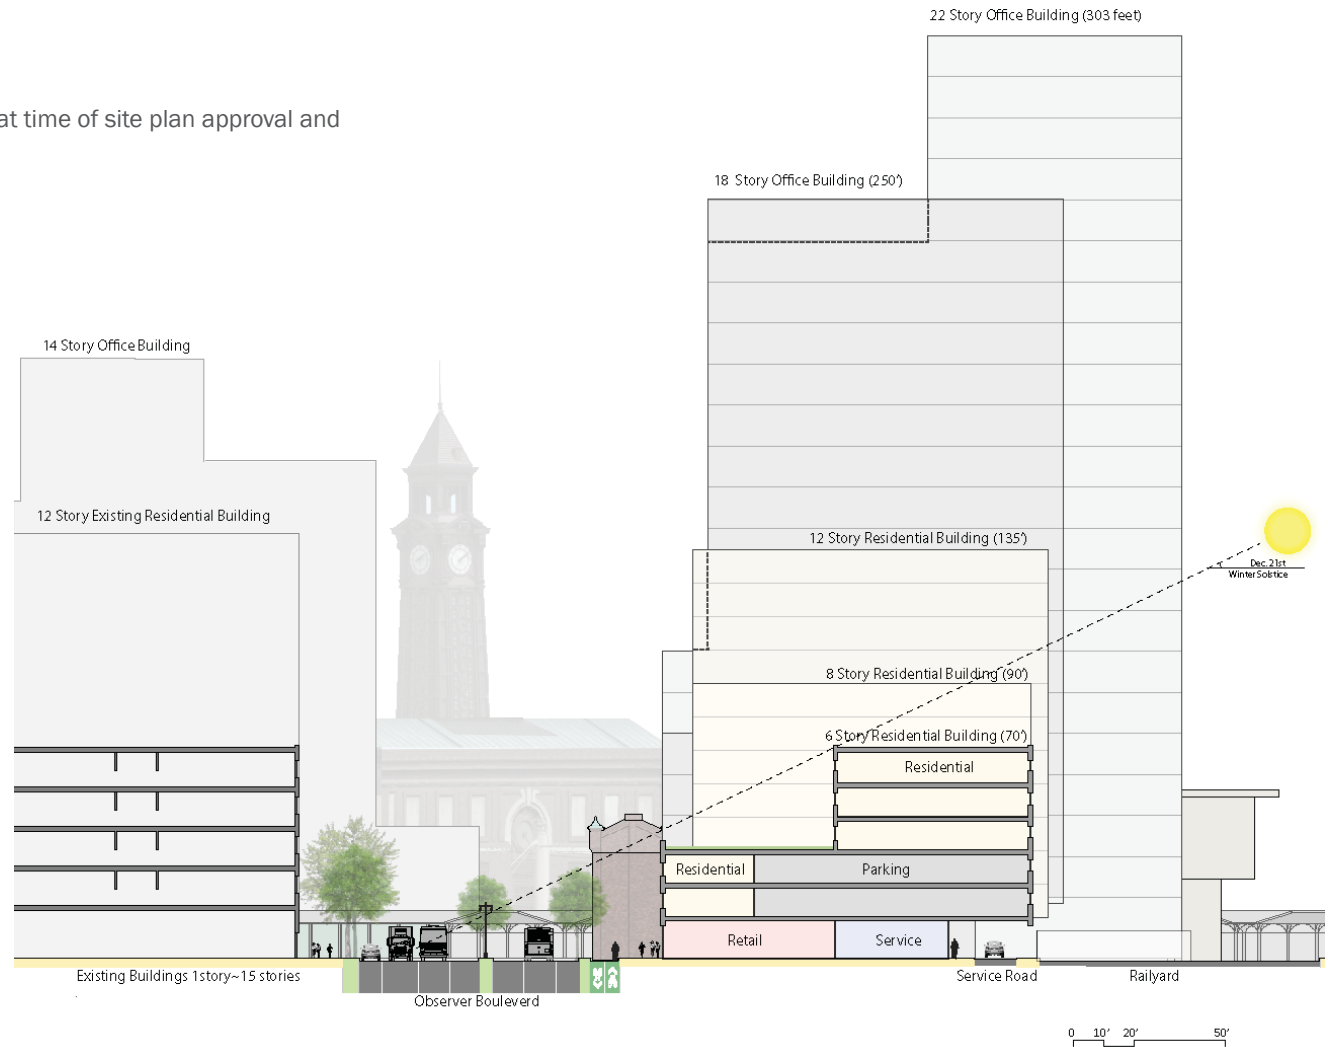 22 Story Office Building (303 feet)
at time of site plan approval and
18 Story Office Building (250')
14 Story Office Building
12 Story Existing Residential Building
12 Story Residential Building (135')
Dec. 21st
Winter Solstice
8 Story Residential Building (90')
6 Story Residential Building (70')
Residential
Residential
Parking
Retail
Service
Existing Buildings 1story~15 stories
Service Road
Railyard
Observer Bouleverd
0 10' 20' 50'